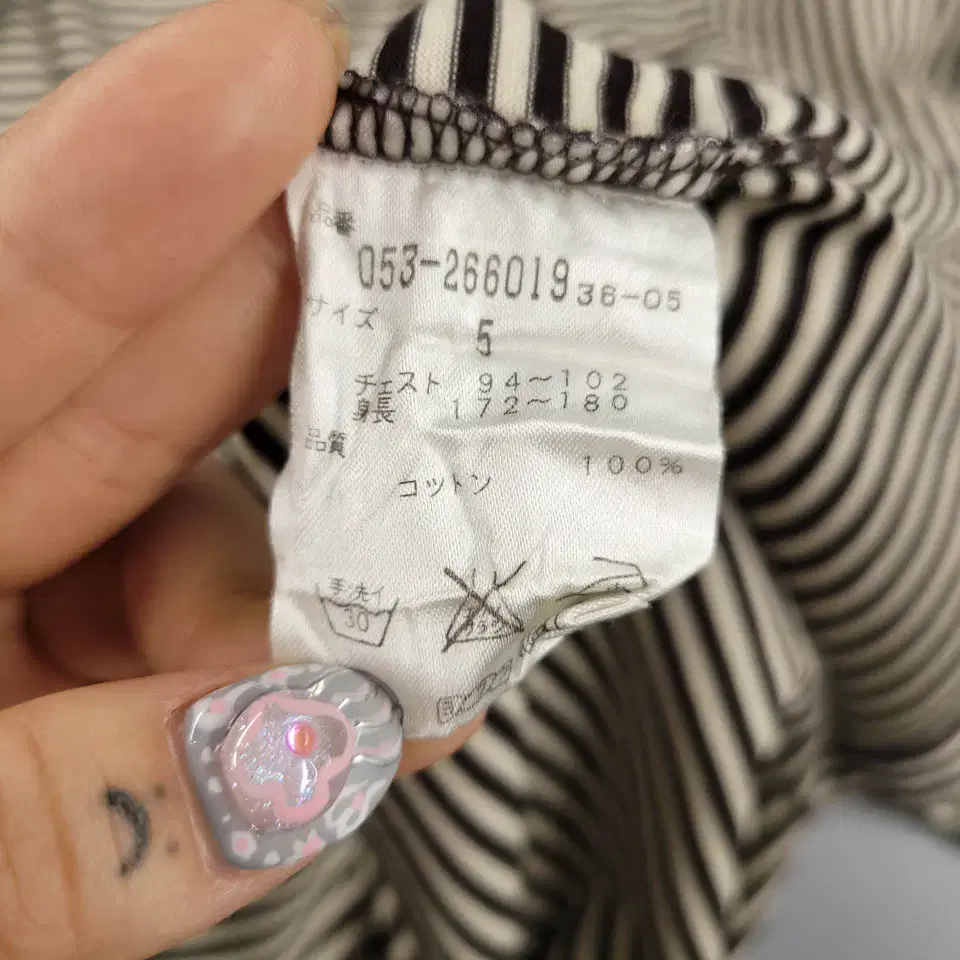 品番
053-266019 36-05
サイズ
5
チェスト 94～102
身長 172～180
品質
100%
コットン
手洗イ
30